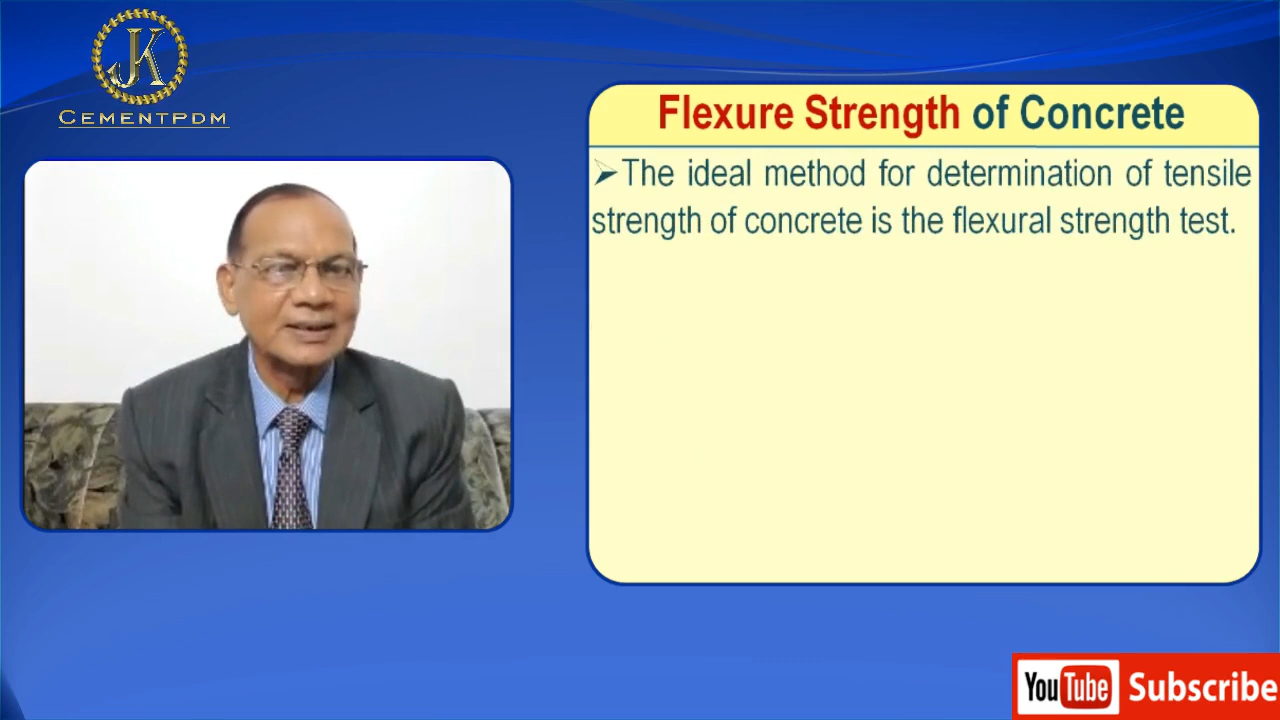 JK
CEMENTPDM
Flexure Strength of Concrete
➢The ideal method for determination of tensile
strength of concrete is the flexural strength test.
YouTube Subscribe